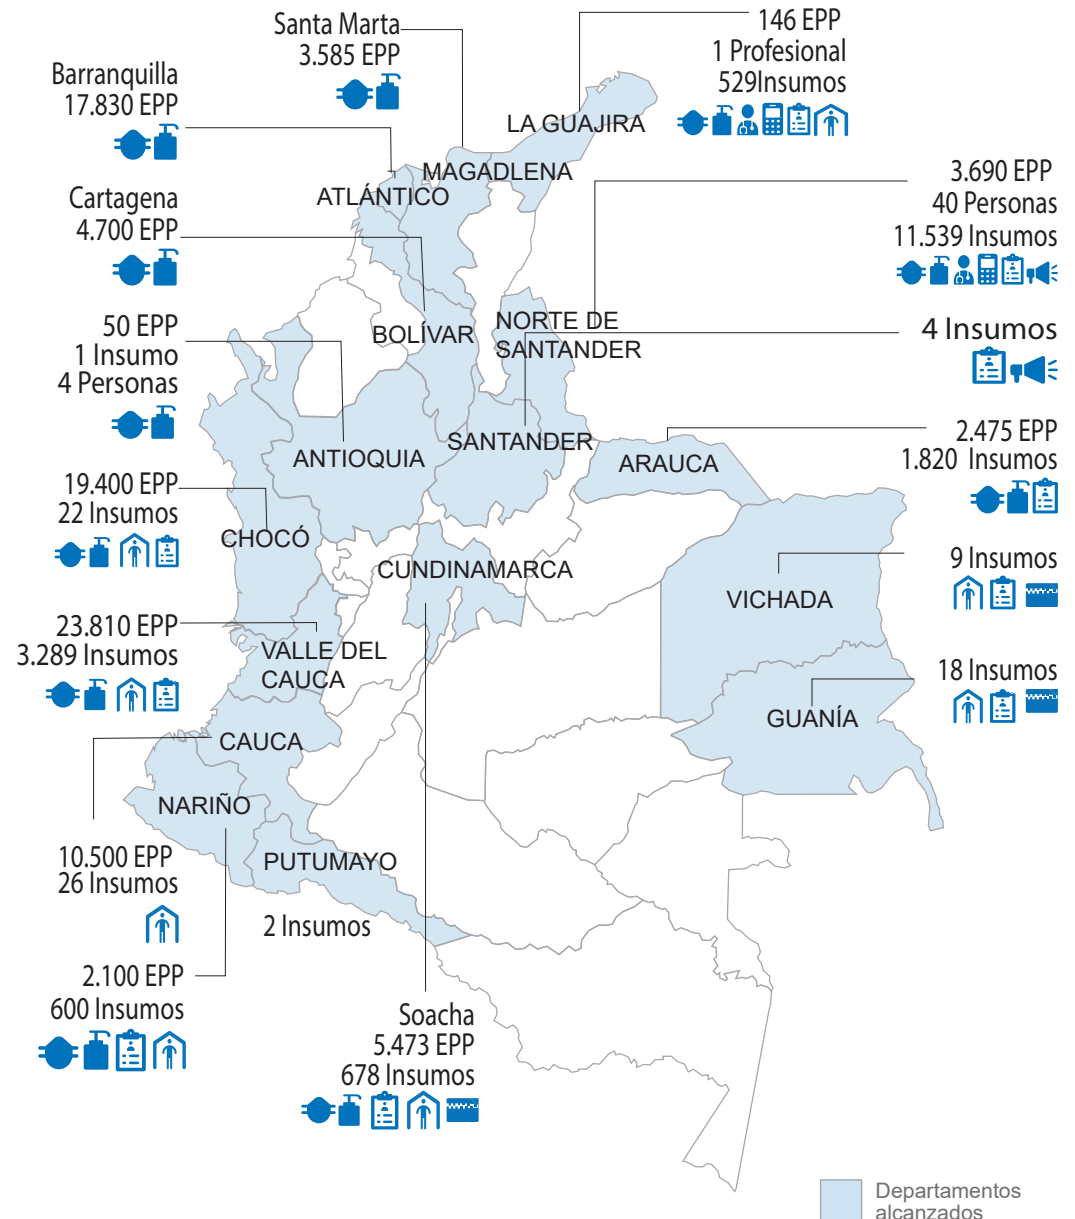 Santa Marta
3.585 EPP
146 EPP
1 Profesional
529Insumos
Barranquilla
17.830 EPP
LA GUAJIRA
MAGADLENA
ATLÁNTICO
3.690 EPP
40 Personas
11.539 Insumos
Cartagena
4.700 EPP
50 EPP
1 Insumo
4 Personas
BOLÍVAR
NORTE DE
SANTANDER
4 Insumos
SANTANDER
ANTIOQUIA
ARAUCA
2.475 EPP
1.820 Insumos
19.400 EPP
22 Insumos
CHOCÓ
CUNDINAMARCA
VICHADA
9 Insumos
23.810 EPP
3.289 Insumos
VALLE DEL
CAUCA
18 Insumos
GUANÍA
CAUCA
NARIÑO
10.500 EPP
26 Insumos
PUTUMAYO
2 Insumos
2.100 EPP
600 Insumos
Soacha
5.473 EPP
678 Insumos
Departamentos
alcanzados